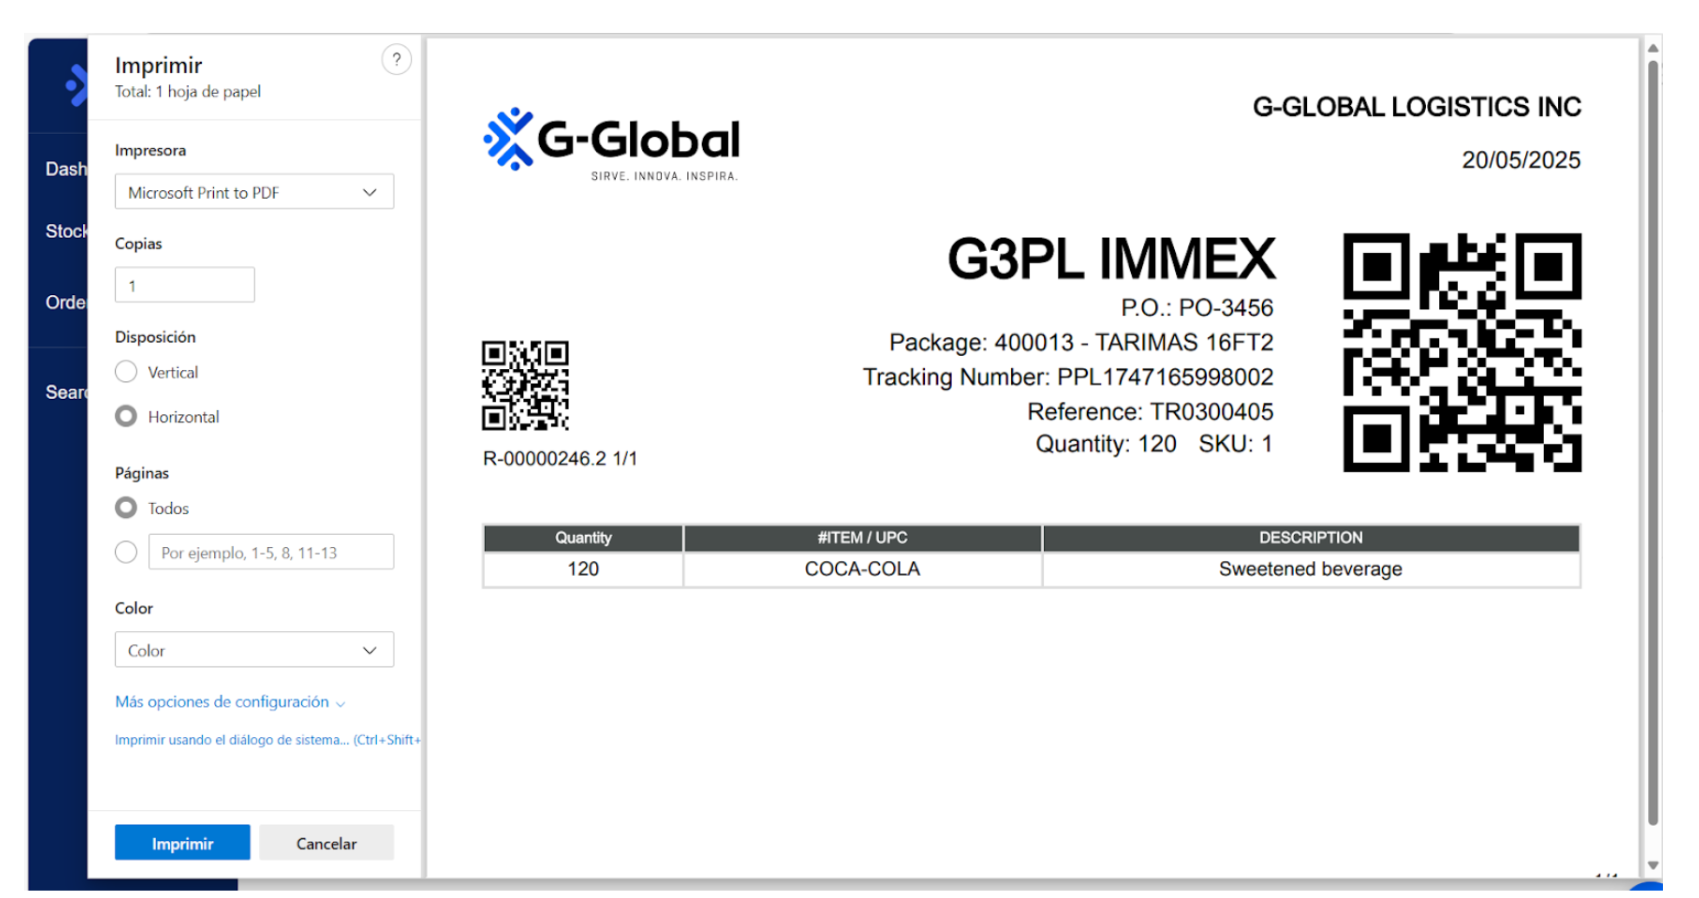 Imprimir
?
Total: 1 hoja de papel
Impresora
Microsoft Print to PDF
Copias
1
Disposición
Vertical
Horizontal
Páginas
Todos
Por ejemplo, 1-5, 8, 11-13
Color
Color
Más opciones de configuración
Imprimir usando el diálogo de sistema... (Ctrl+Shift+
Imprimir
Cancelar
Dash
Stock
Orde
Sear
G-Global
SIRVE. INNOVA. INSPIRA.
G-GLOBAL LOGISTICS INC
20/05/2025
G3PL IMMEX
P.O.: PO-3456
Package: 400013 - TARIMAS 16FT2
Tracking Number: PPL1747165998002
Reference: TR0300405
Quantity: 120 SKU: 1
R-00000246.2 1/1
Quantity #ITEM / UPC DESCRIPTION
120 COCA-COLA Sweetened beverage